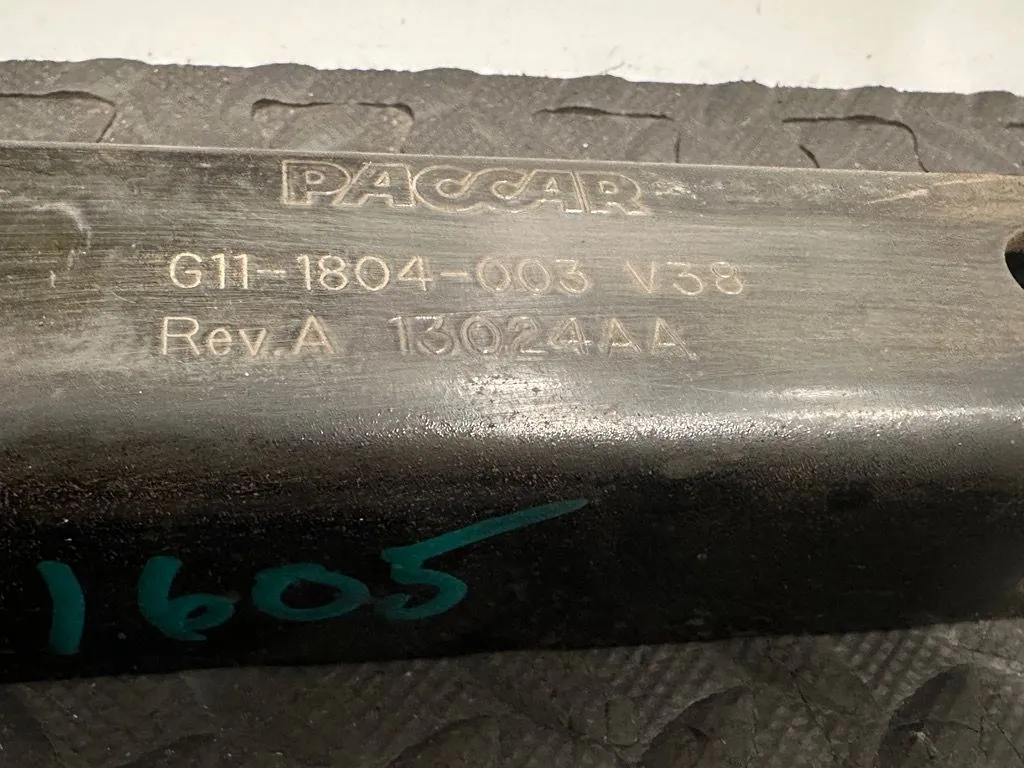 PACCAR
G11-1804-003 V38
Rev.A 13024AA
1605